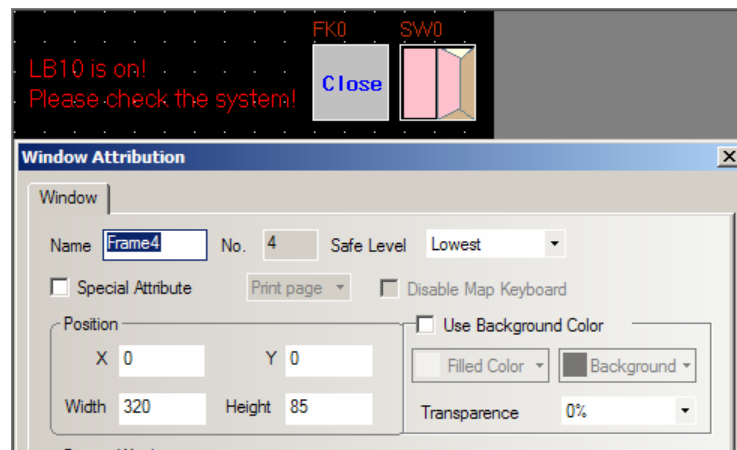 FK0 SW0
LB10 is on!
Please check the system!
Close
Window Attribution
Window
Name Frame4 No. 4 Safe Level Lowest
Special Attribute Print page Disable Map Keyboard
Position Use Background Color
X 0 Y 0
Filled Color Background
Width 320 Height 85 Transparence 0%